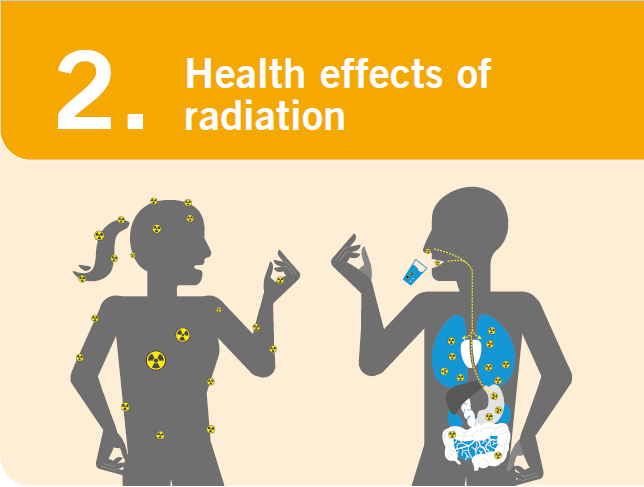 2.
Health effects of
radiation